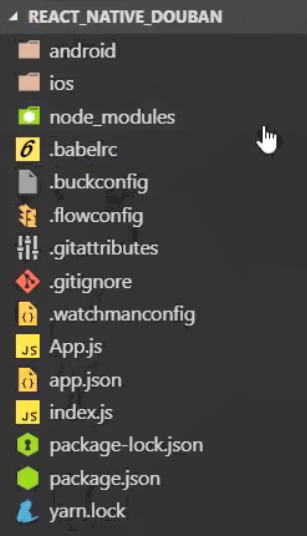 REACT_NATIVE_DOUBAN
android
ios
node_modules
.babelrc
.buckconfig
.flowconfig
.gitattributes
.gitignore
.watchmanconfig
App.js
app.json
index.js
package-lock.json
package.json
yarn.lock